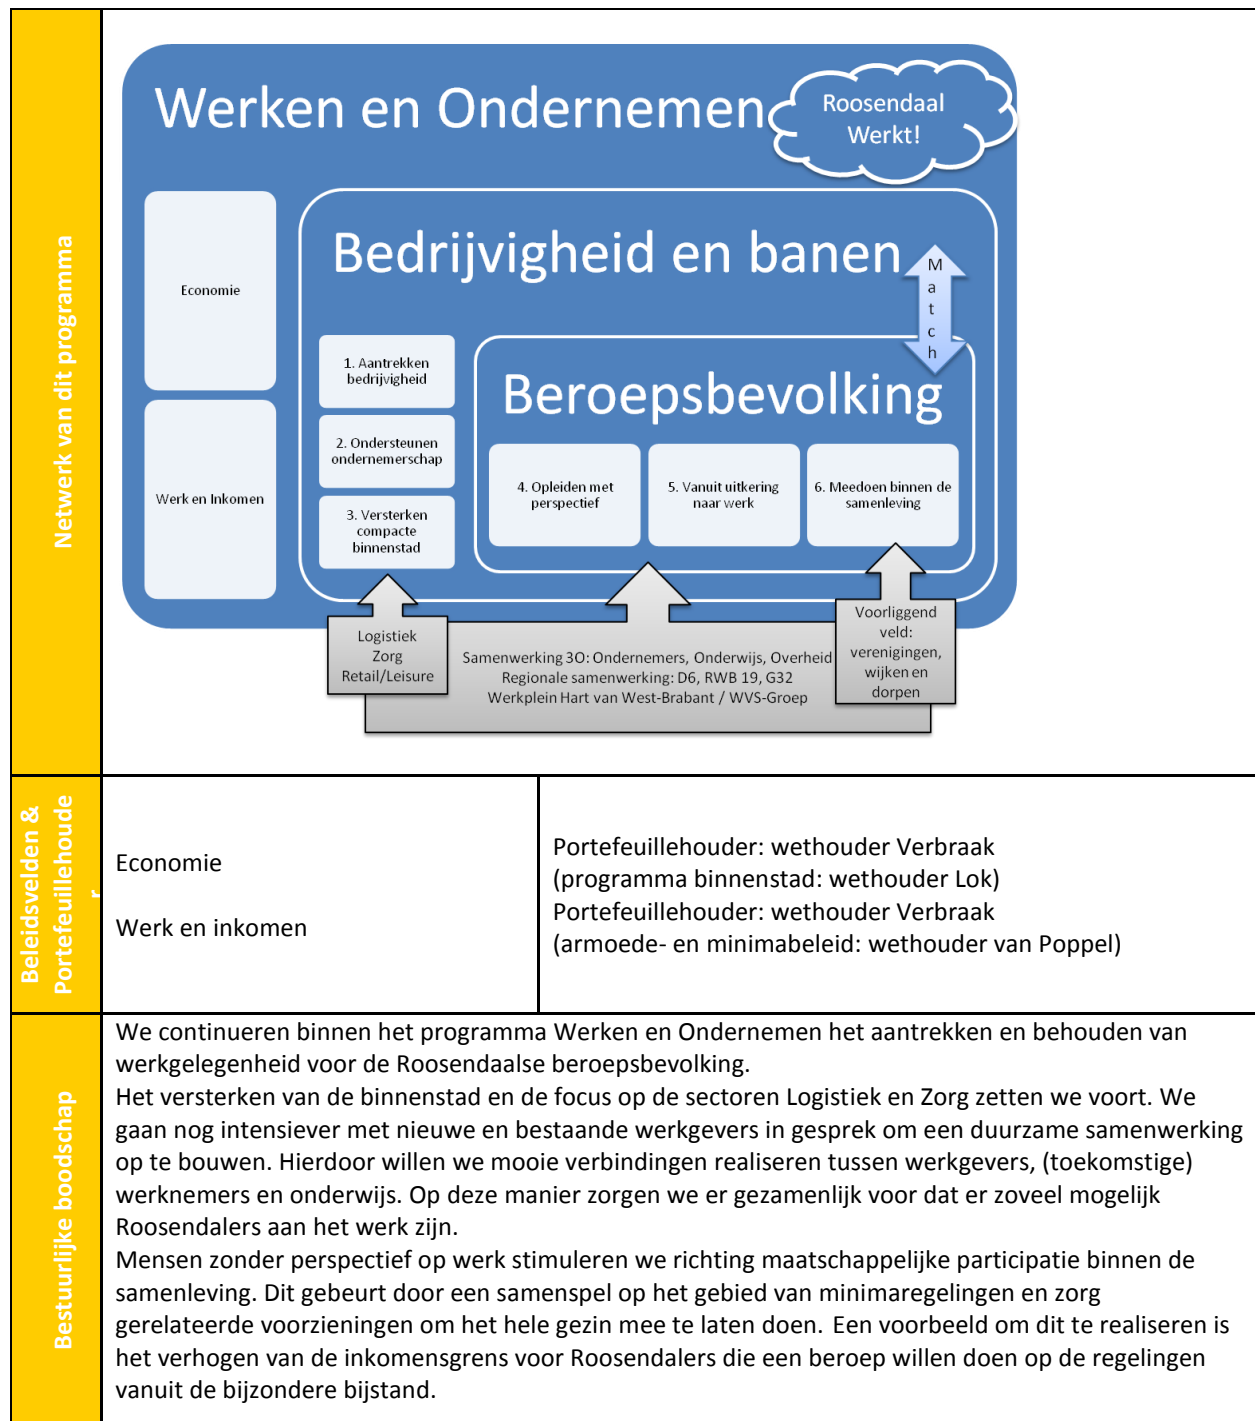 Netwerk van dit programma
Werken en Ondernemen
Roosendaal
Werkt!
Economie
Werk en Inkomen
Bedrijvigheid en banen
M
a
t
c
h
1. Aantrekken
bedrijvigheid
2. Ondersteunen
ondernemerschap
3. Versterken
compacte
binnenstad
Beroepsbevolking
4. Opleiden met
perspectief
5. Vanuit uitkering
naar werk
6. Meedoen binnen de
samenleving
Logistiek
Zorg
Retail/Leisure
Samenwerking 3O: Ondernemers, Onderwijs, Overheid
Regionale samenwerking: D6, RWB 19, G32
Werkplein Hart van West-Brabant / WVS-Groep
Voorliggend
veld:
verenigingen,
wijken en
dorpen
Beleidsvelden &
Portefeuillehoude
r
Economie
Werk en inkomen
Portefeuillehouder: wethouder Verbraak
(programma binnenstad: wethouder Lok)
Portefeuillehouder: wethouder Verbraak
(armoede- en minimabeleid: wethouder van Poppel)
Bestuurlijke boodschap
We continueren binnen het programma Werken en Ondernemen het aantrekken en behouden van
werkgelegenheid voor de Roosendaalse beroepsbevolking.
Het versterken van de binnenstad en de focus op de sectoren Logistiek en Zorg zetten we voort. We
gaan nog intensiever met nieuwe en bestaande werkgevers in gesprek om een duurzame samenwerking
op te bouwen. Hierdoor willen we mooie verbindingen realiseren tussen werkgevers, (toekomstige)
werknemers en onderwijs. Op deze manier zorgen we er gezamenlijk voor dat er zoveel mogelijk
Roosendalers aan het werk zijn.
Mensen zonder perspectief op werk stimuleren we richting maatschappelijke participatie binnen de
samenleving. Dit gebeurt door een samenspel op het gebied van minimaregelingen en zorg
gerelateerde voorzieningen om het hele gezin mee te laten doen. Een voorbeeld om dit te realiseren is
het verhogen van de inkomensgrens voor Roosendalers die een beroep willen doen op de regelingen
vanuit de bijzondere bijstand.